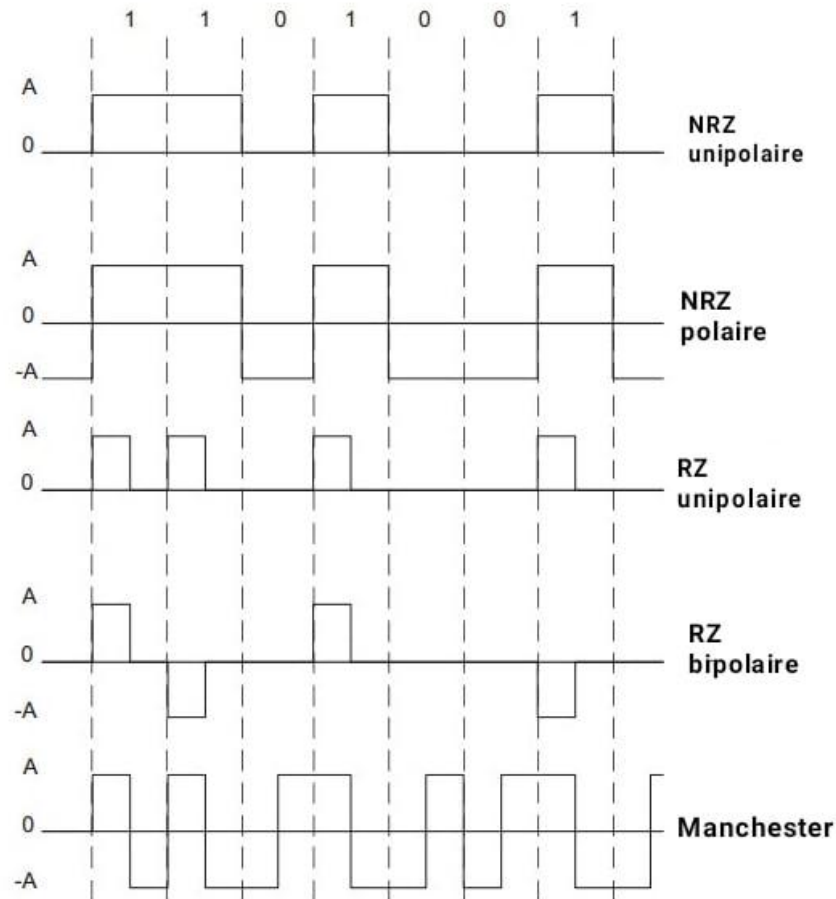 1 1 0 1 0 0 1
A
0
NRZ
unipolaire
A
0
-A
NRZ
polaire
A
0
RZ
unipolaire
A
0
-A
RZ
bipolaire
A
0
-A
Manchester